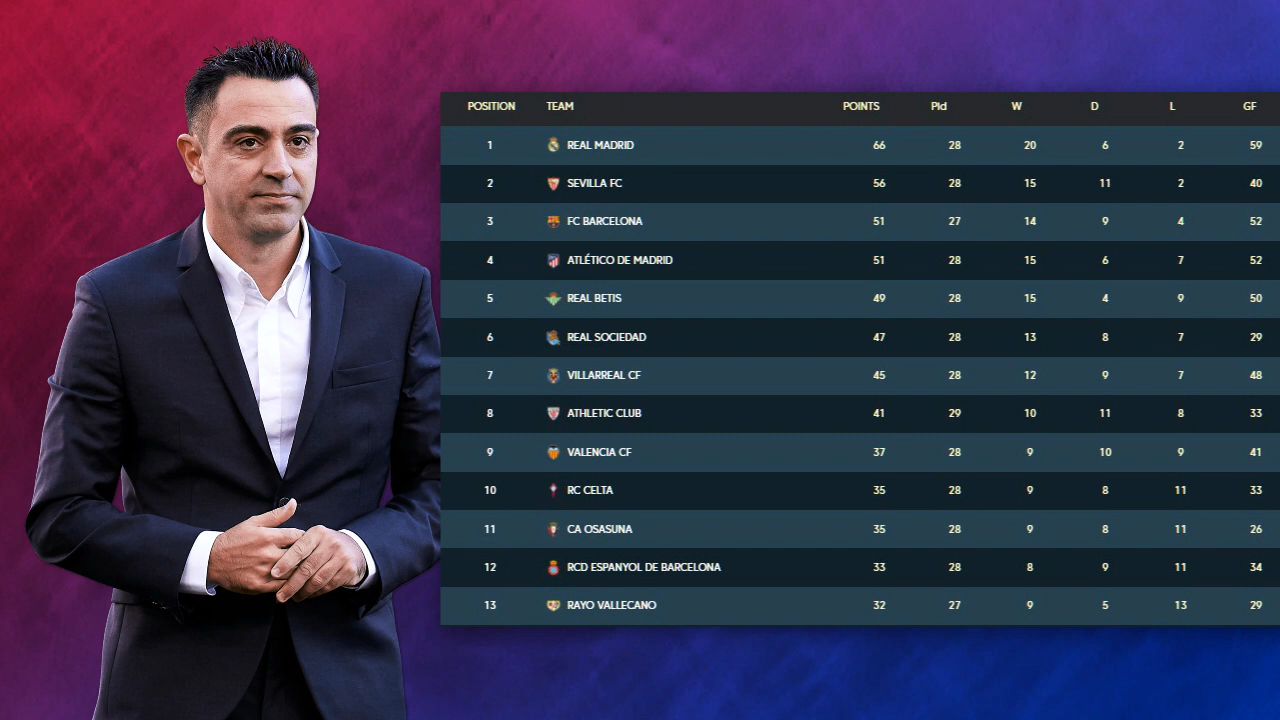 POSITION TEAM POINTS Pld W D L GF
1 REAL MADRID 66 28 20 6 2 59
2 SEVILLA FC 56 28 15 11 2 40
3 FC BARCELONA 51 27 14 9 4 52
4 ATLÉTICO DE MADRID 51 28 15 6 7 52
5 REAL BETIS 49 28 15 4 9 50
6 REAL SOCIEDAD 47 28 13 8 7 29
7 VILLARREAL CF 45 28 12 9 7 48
8 ATHLETIC CLUB 41 29 10 11 8 33
9 VALENCIA CF 37 28 9 10 9 41
10 RC CELTA 35 28 9 8 11 33
11 CA OSASUNA 35 28 9 8 11 26
12 RCD ESPANYOL DE BARCELONA 33 28 8 9 11 34
13 RAYO VALLECANO 32 27 9 5 13 29